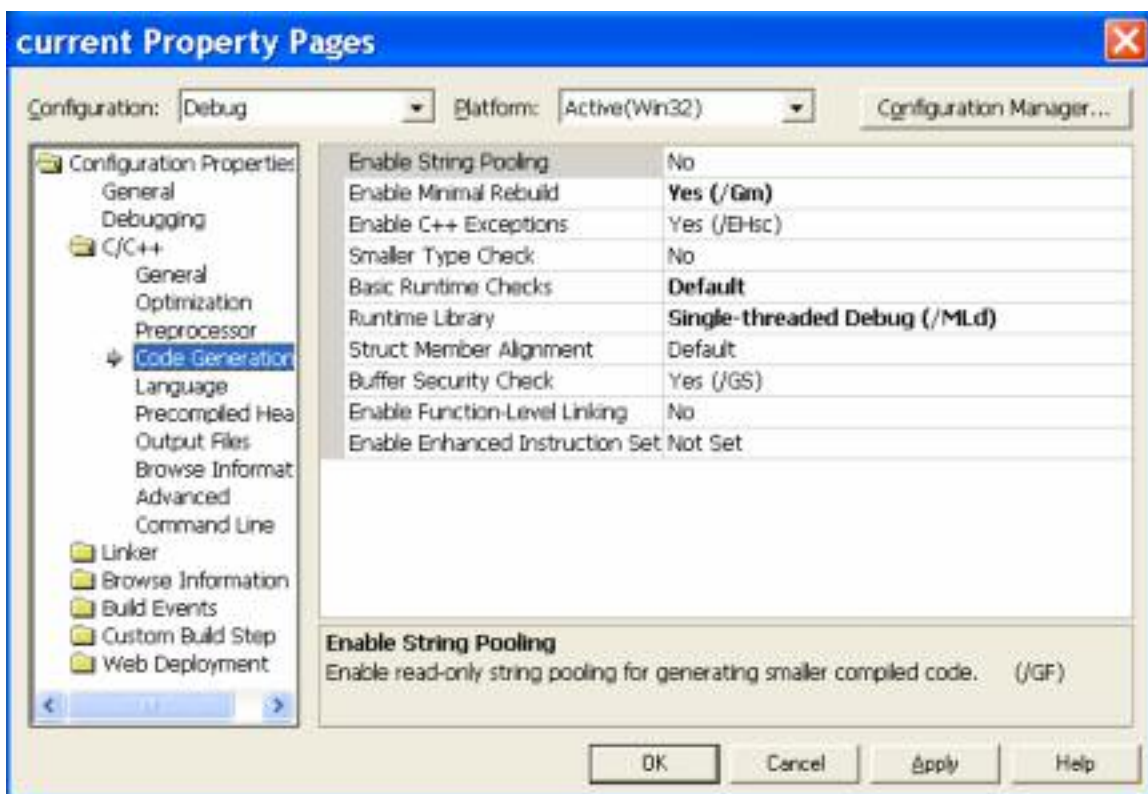 current Property Pages
Configuration: Debug Platform: Active(Win32) Configuration Manager...
Configuration Properties
General
Debugging
C/C++
General
Optimization
Preprocessor
Code Generation
Language
Precompiled Hea
Output Files
Browse Informat
Advanced
Command Line
Linker
Browse Information
Build Events
Custom Build Step
Web Deployment
Enable String Pooling No
Enable Minimal Rebuild Yes (/Gm)
Enable C++ Exceptions Yes (/EHsc)
Smaller Type Check No
Basic Runtime Checks Default
Runtime Library Single-threaded Debug (/MLd)
Struct Member Alignment Default
Buffer Security Check Yes (/GS)
Enable Function-Level Linking No
Enable Enhanced Instruction Set Not Set
Enable String Pooling
Enable read-only string pooling for generating smaller compiled code. (/GF)
OK Cancel Apply Help